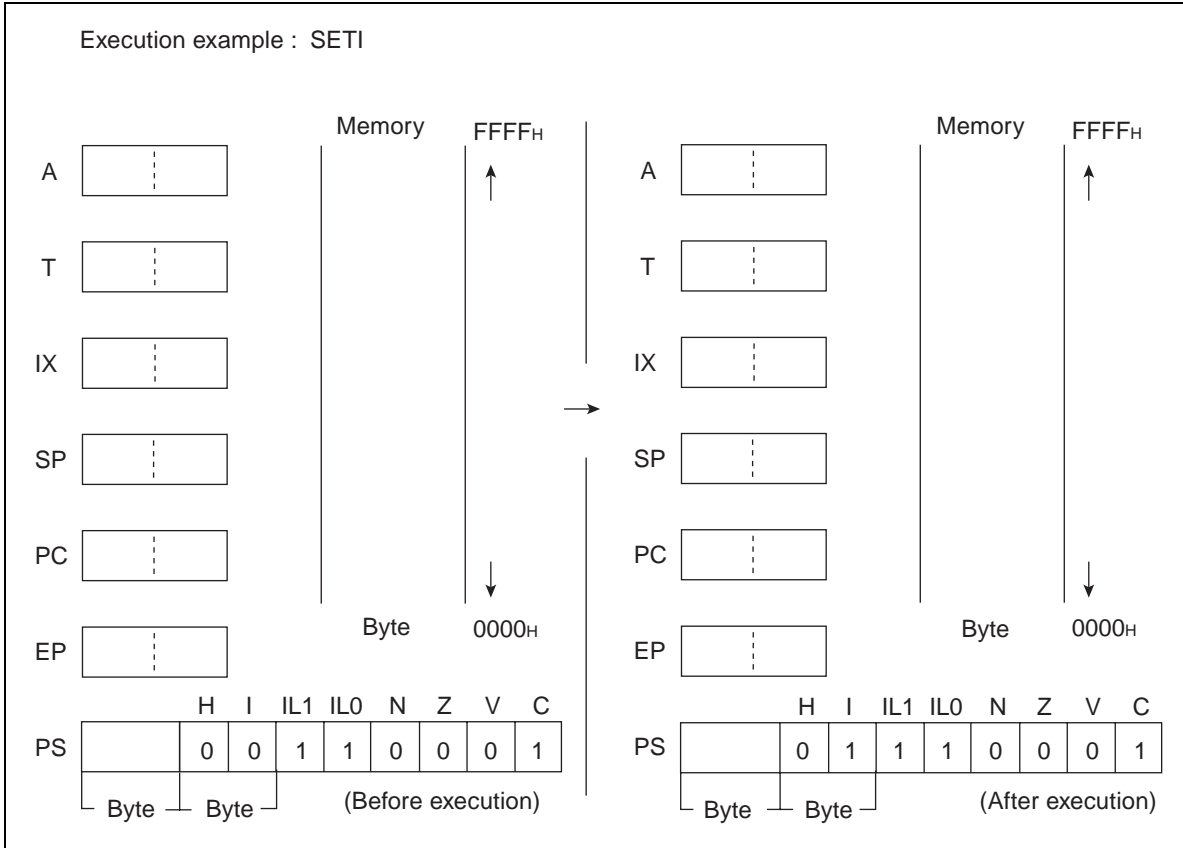 Execution example : SETI
Memory FFFFH
A
T
IX
SP
PC
EP
Byte 0000H
H I IL1 IL0 N Z V C
PS 0 0 1 1 0 0 0 1
Byte Byte (Before execution)
Memory FFFFH
A
T
IX
SP
PC
EP
Byte 0000H
H I IL1 IL0 N Z V C
PS 0 1 1 1 0 0 0 1
Byte Byte (After execution)